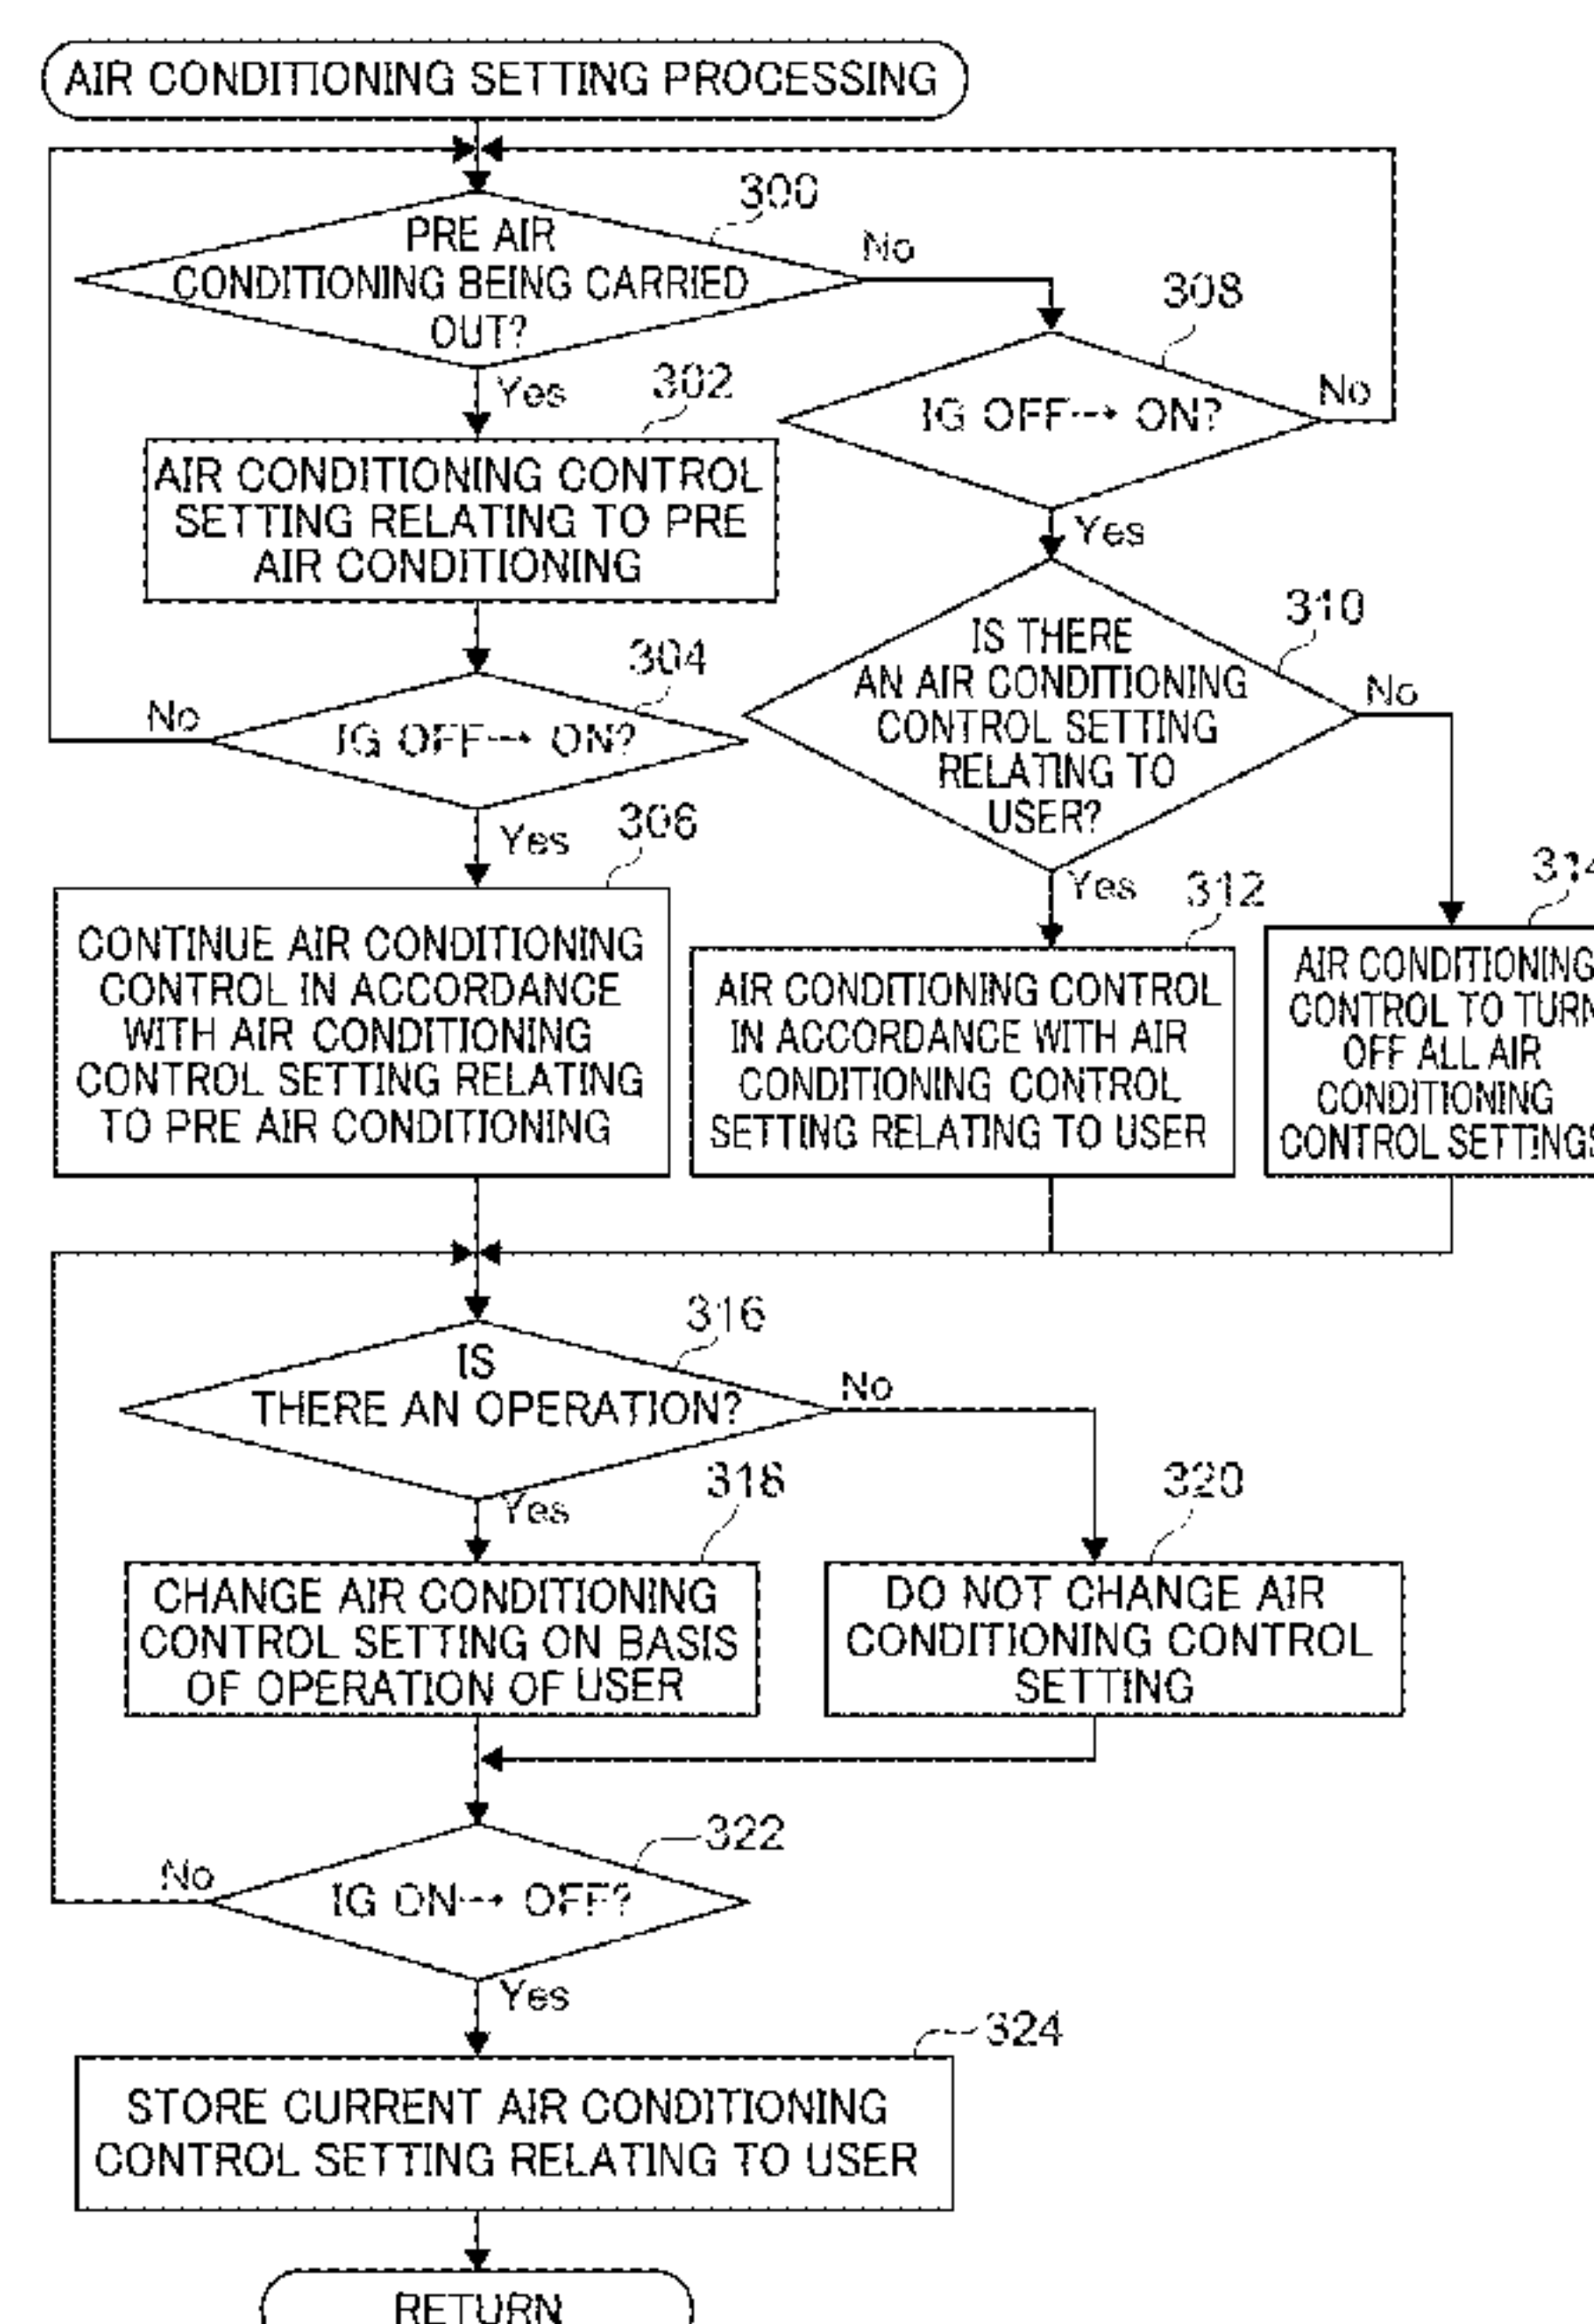 AIR CONDITIONING SETTING PROCESSING
300
PRE AIR
CONDITIONING BEING CARRIED
OUT?
No
Yes
308
IG OFF→ ON?
No
Yes
302
AIR CONDITIONING CONTROL
SETTING RELATING TO PRE
AIR CONDITIONING
304
IG OFF→ ON?
No
Yes
310
IS THERE
AN AIR CONDITIONING
CONTROL SETTING
RELATING TO
USER?
No
Yes
306
CONTINUE AIR CONDITIONING
CONTROL IN ACCORDANCE
WITH AIR CONDITIONING
CONTROL SETTING RELATING
TO PRE AIR CONDITIONING
312
AIR CONDITIONING CONTROL
IN ACCORDANCE WITH AIR
CONDITIONING CONTROL
SETTING RELATING TO USER
314
AIR CONDITIONING
CONTROL TO TURN
OFF ALL AIR
CONDITIONING
CONTROL SETTINGS
316
IS
THERE AN OPERATION?
No
Yes
318
CHANGE AIR CONDITIONING
CONTROL SETTING ON BASIS
OF OPERATION OF USER
320
DO NOT CHANGE AIR
CONDITIONING CONTROL
SETTING
322
IG ON→ OFF?
No
Yes
324
STORE CURRENT AIR CONDITIONING
CONTROL SETTING RELATING TO USER
RETURN